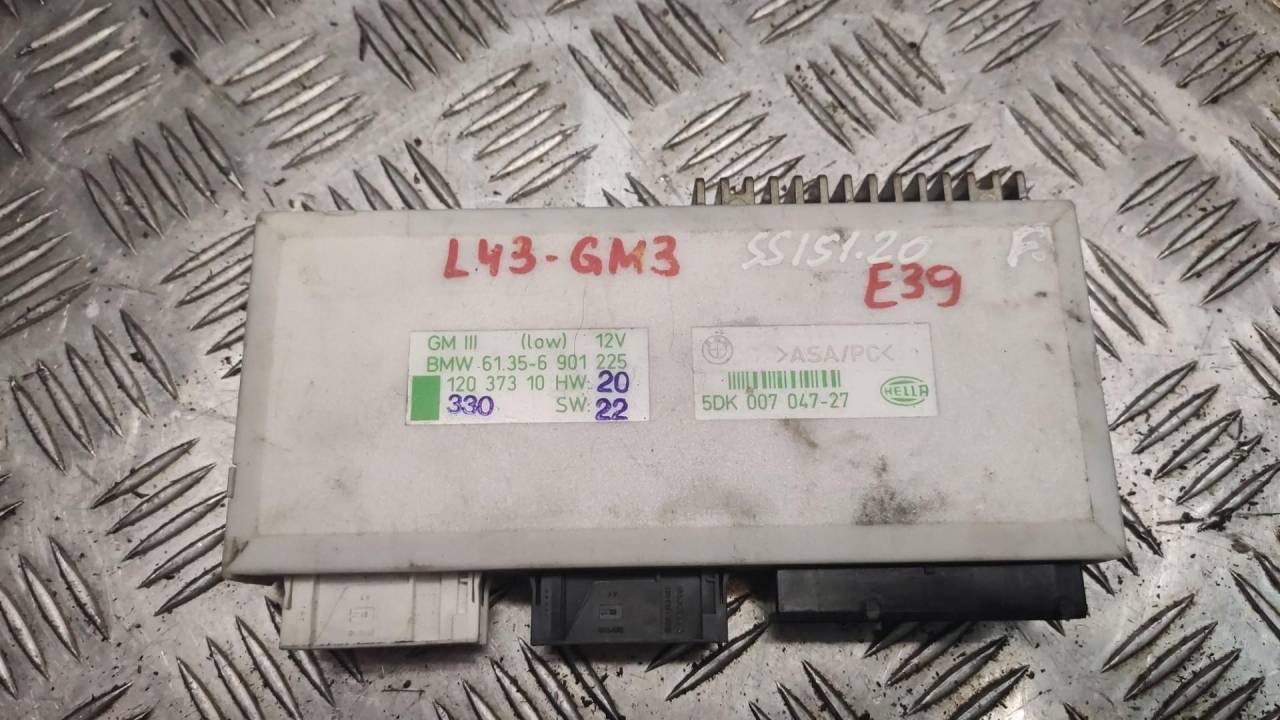 L43-GM3
SS151.20
F.
E39
GM III (low) 12V
BMW 61.35-6 901 225
120 373 10 HW: 20
330 SW: 22
>ASA/PC<
5DK 007 047-27
HELLA